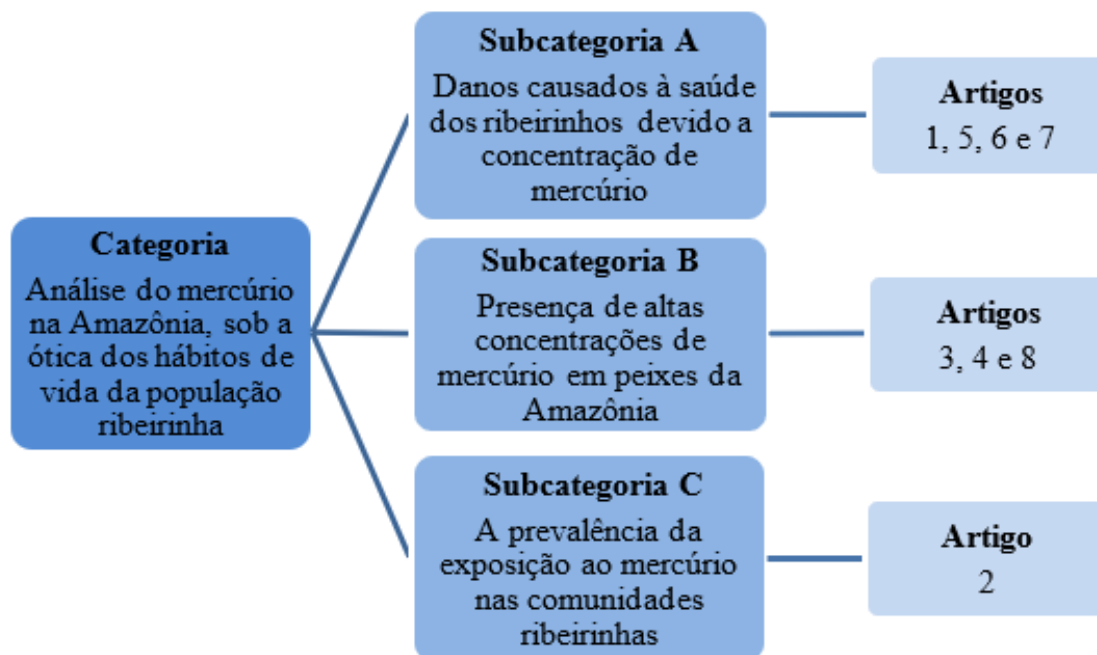 Categoria
Análise do mercúrio
na Amazônia, sob a
ótica dos hábitos de
vida da população
ribeirinha
Subcategoria A
Danos causados à saúde
dos ribeirinhos devido a
concentração de
mercúrio
Artigos
1, 5, 6 e 7
Subcategoria B
Presença de altas
concentrações de
mercúrio em peixes da
Amazônia
Artigos
3, 4 e 8
Subcategoria C
A prevalência da
exposição ao mercúrio
nas comunidades
ribeirinhas
Artigo
2